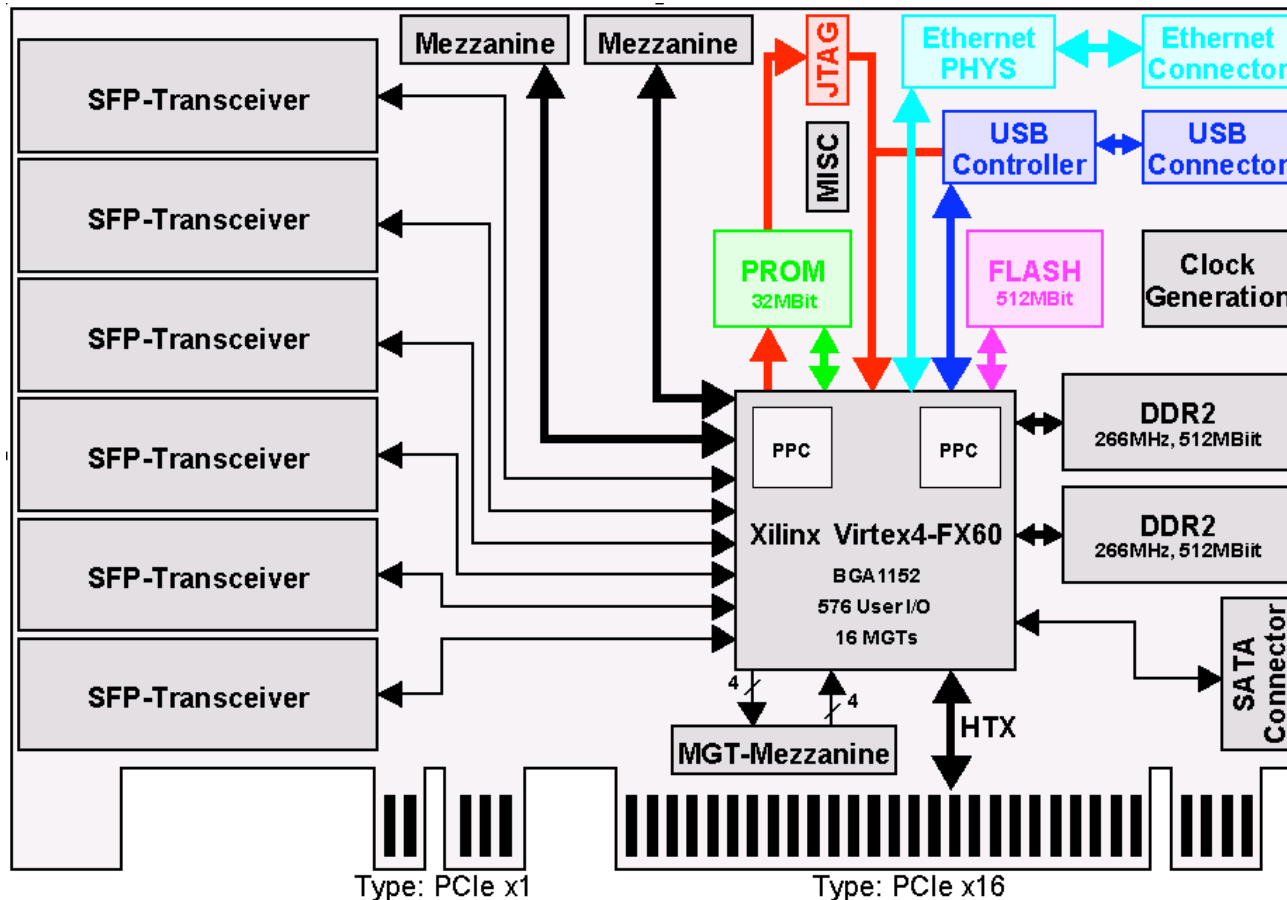 Mezzanine
Mezzanine
JTAG
Ethernet
PHYS
Ethernet
Connector
SFP-Transceiver
USB
Controller
USB
Connector
MISC
SFP-Transceiver
PROM
32MBit
FLASH
512MBit
Clock
Generation
SFP-Transceiver
DDR2
266MHz, 512MBiit
PPC
PPC
SFP-Transceiver
Xilinx Virtex4-FX60
BGA1152
576 User I/O
16 MGTs
DDR2
266MHz, 512MBiit
SFP-Transceiver
SATA
Connector
SFP-Transceiver
4
4
MGT-Mezzanine
HTX
Type: PCIe x1
Type: PCIe x16